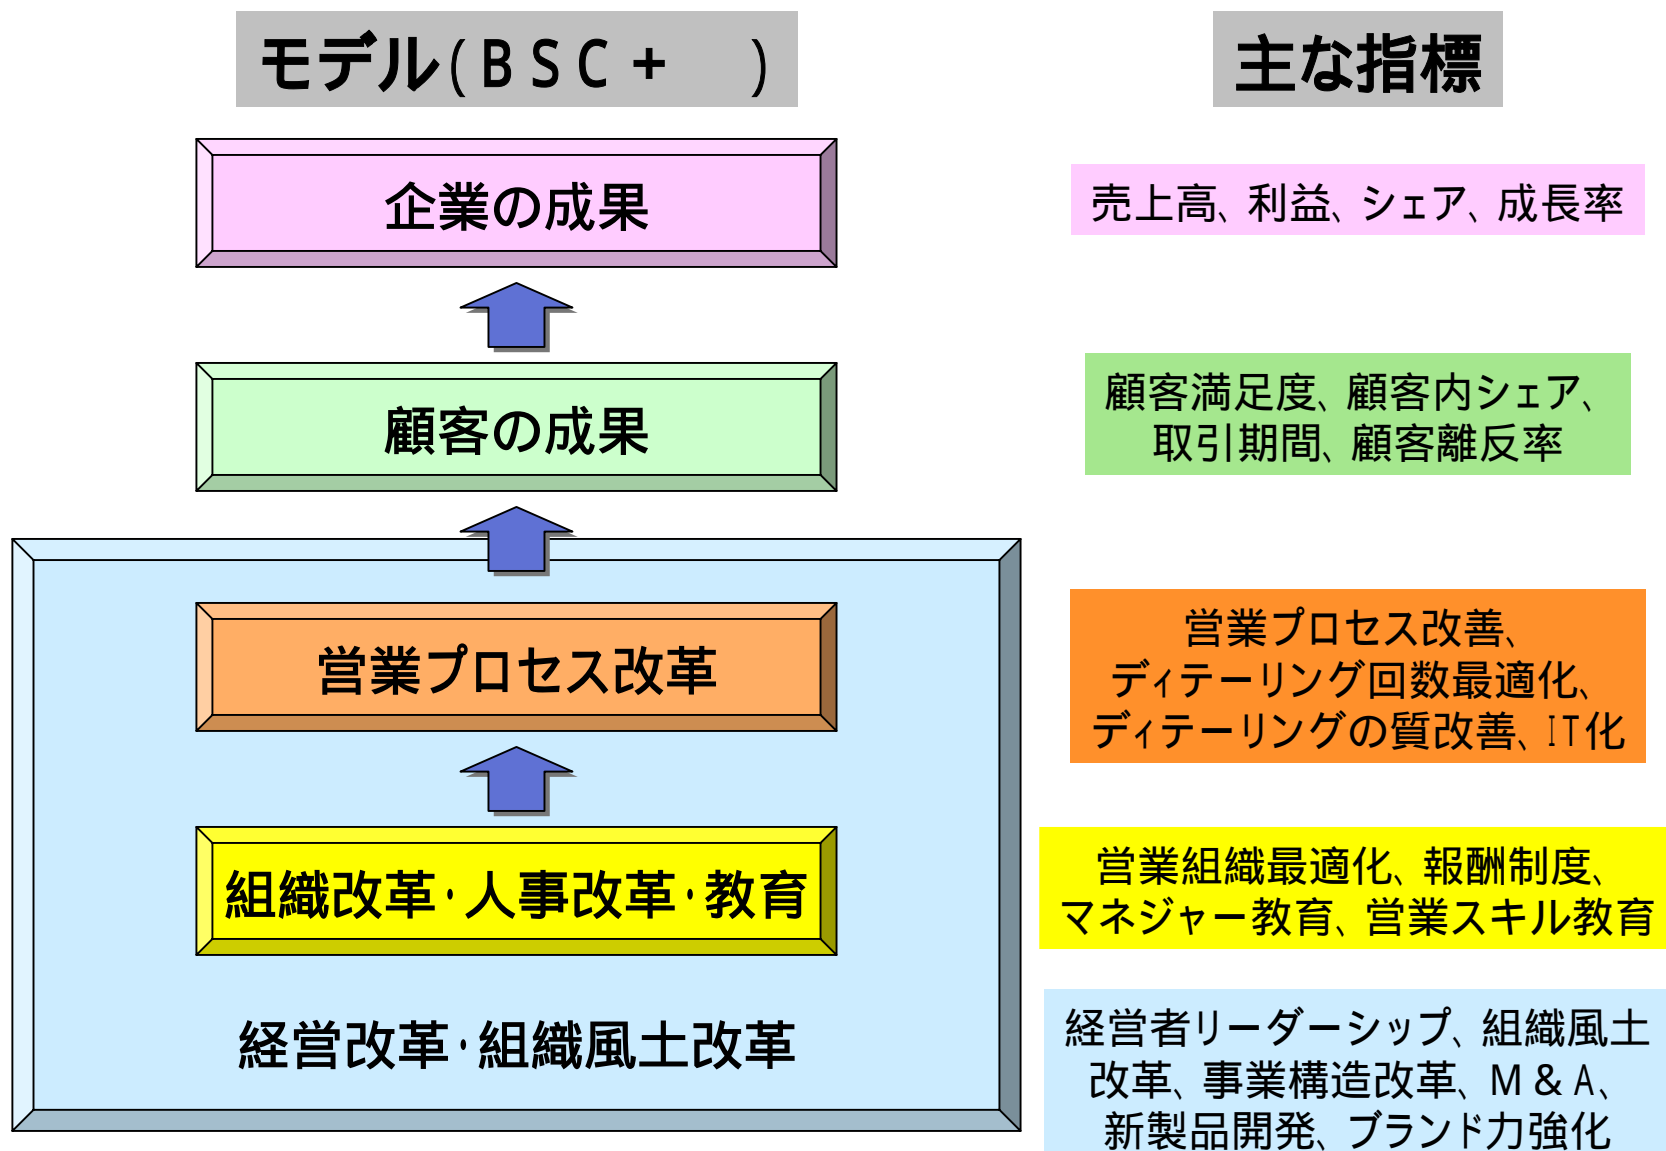 モデル(BSC+　)
主な指標
企業の成果
売上高、利益、シェア、成長率
顧客の成果
顧客満足度、顧客内シェア、
取引期間、顧客離反率
営業プロセス改革
営業プロセス改善、
ディテーリング回数最適化、
ディテーリングの質改善、IT化
組織改革・人事改革・教育
営業組織最適化、報酬制度、
マネジャー教育、営業スキル教育
経営改革・組織風土改革
経営者リーダーシップ、組織風土
改革、事業構造改革、M&A、
新製品開発、ブランド力強化